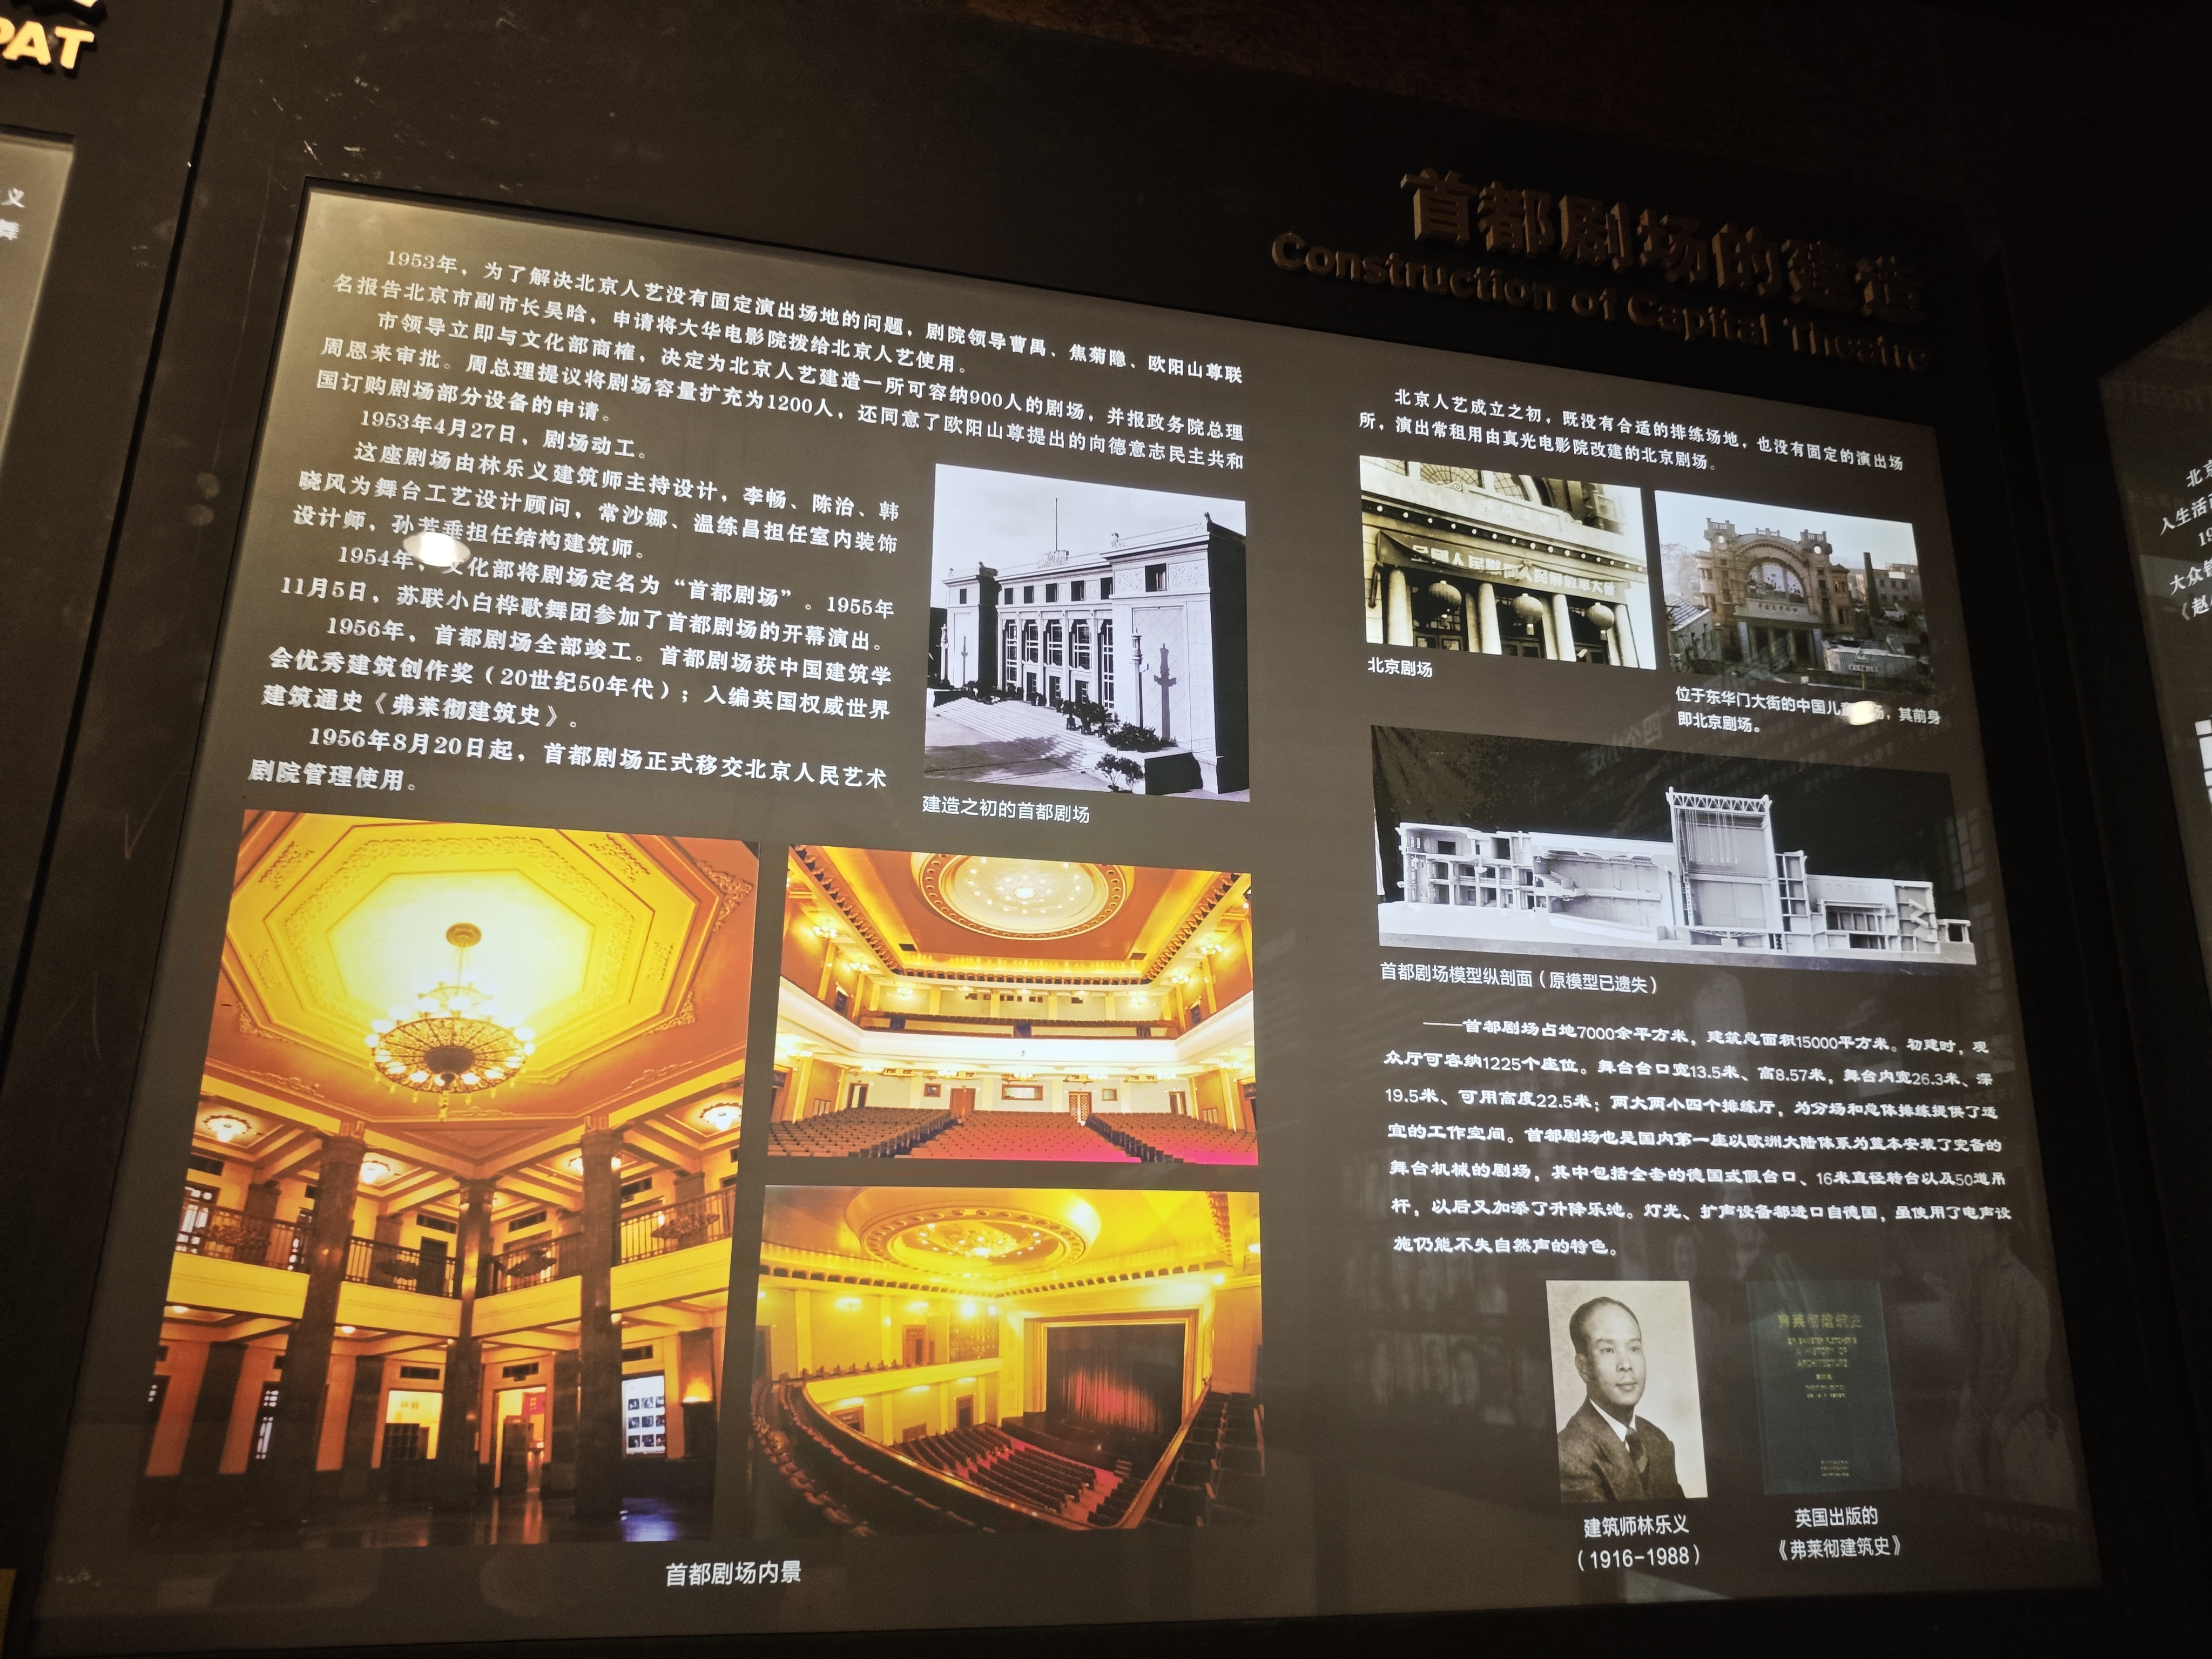 PAT
义
舞
首都剧场的建造
Construction of Capital Theatre
1953年，为了解决北京人艺没有固定演出场地的问题，剧院领导曹禺、焦菊隐、欧阳山尊联
名报告北京市副市长吴晗，申请将大华电影院拨给北京人艺使用。
市领导立即与文化部商榷，决定为北京人艺建造一所可容纳900人的剧场，并报政务院总理
周恩来审批。周总理提议将剧场容量扩充为1200人，还同意了欧阳山尊提出的向德意志民主共和
国订购剧场部分设备的申请。
1953年4月27日，剧场动工。
这座剧场由林乐义建筑师主持设计，李畅、陈治、韩
晓风为舞台工艺设计顾问，常沙娜、温练昌担任室内装饰
设计师，孙芳垂担任结构建筑师。
1954年，文化部将剧场定名为“首都剧场”。1955年
11月5日，苏联小白桦歌舞团参加了首都剧场的开幕演出。
1956年，首都剧场全部竣工。首都剧场获中国建筑学
会优秀建筑创作奖（20世纪50年代）；入编英国权威世界
建筑通史《弗莱彻建筑史》。
1956年8月20日起，首都剧场正式移交北京人民艺术
剧院管理使用。
建造之初的首都剧场
首都剧场内景
北京人艺成立之初，既没有合适的排练场地，也没有固定的演出场
所，演出常租用由真光电影院改建的北京剧场。
北京剧场
位于东华门大街的中国儿童 场，其前身
即北京剧场。
首都剧场模型纵剖面（原模型已遗失）
——首都剧场占地7000余平方米，建筑总面积15000平方米。初建时，观
众厅可容纳1225个座位。舞台台口宽13.5米、高8.57米，舞台内宽26.3米、深
19.5米、可用高度22.5米；两大两小四个排练厅，为分场和总体排练提供了适
宜的工作空间。首都剧场也是国内第一座以欧洲大陆体系为蓝本安装了完备的
舞台机械的剧场，其中包括全套的德国式假台口、16米直径转台以及50道吊
杆，以后又加添了升降乐池。灯光、扩声设备都进口自德国，虽使用了电声设
施仍能不失自然声的特色。
弗莱彻建筑史
SIR BANISTER FLETCHER'S
A HISTORY OF
ARCHITECTURE
建筑师林乐义
（1916-1988）
英国出版的
《弗莱彻建筑史》
北京
人生活
大众
《赵